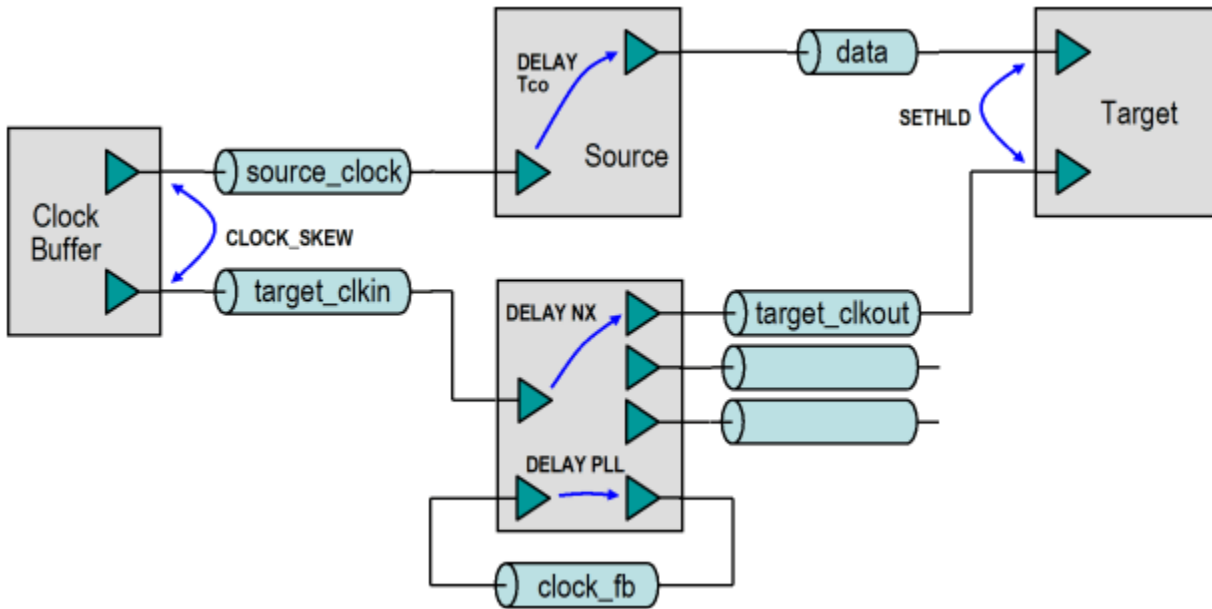 DELAY
Tco
Source
data
SETHLD
Target
Clock
Buffer
source_clock
CLOCK_SKEW
target_clkin
DELAY NX
target_clkout
DELAY PLL
clock_fb